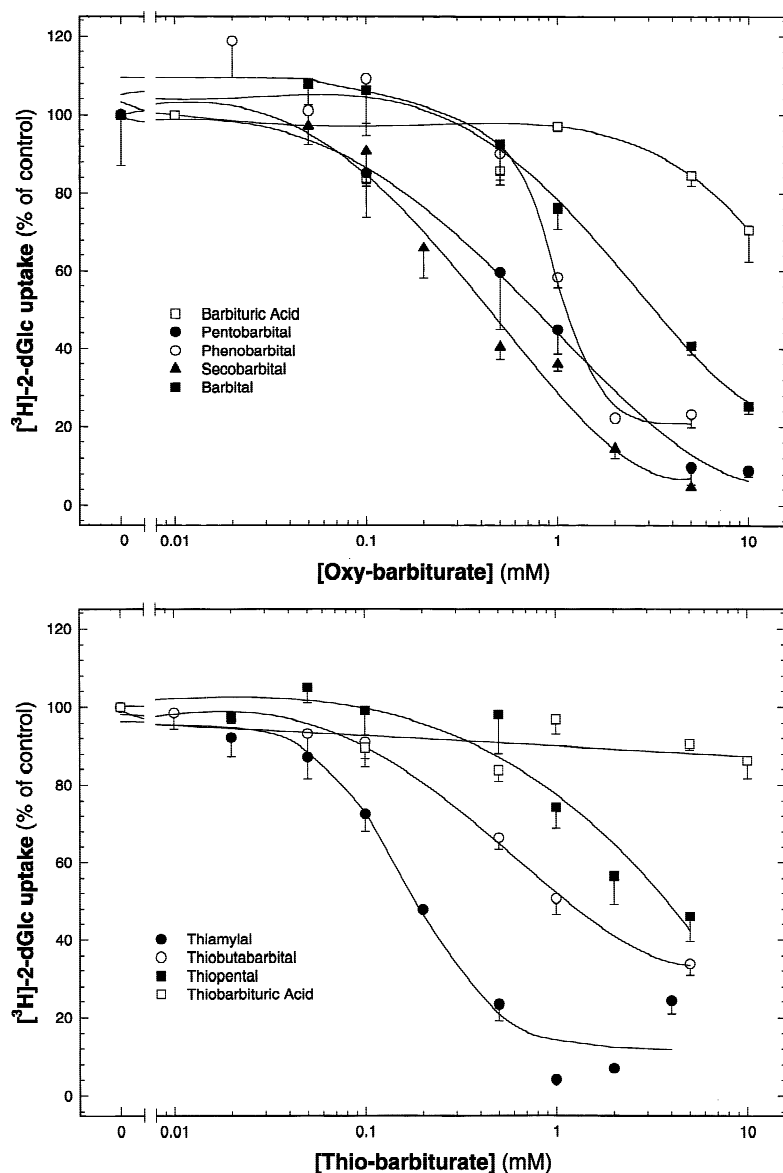 120
100
80
60
40
20
0
[³H]-2-dGlc uptake (% of control)
Barbituric Acid
Pentobarbital
Phenobarbital
Secobarbital
Barbital
0 0.01 0.1 1 10
[Oxy-barbiturate] (mM)
120
100
80
60
40
20
0
[³H]-2-dGlc uptake (% of control)
Thiamylal
Thiobutabarbital
Thiopental
Thiobarbituric Acid
0 0.01 0.1 1 10
[Thio-barbiturate] (mM)